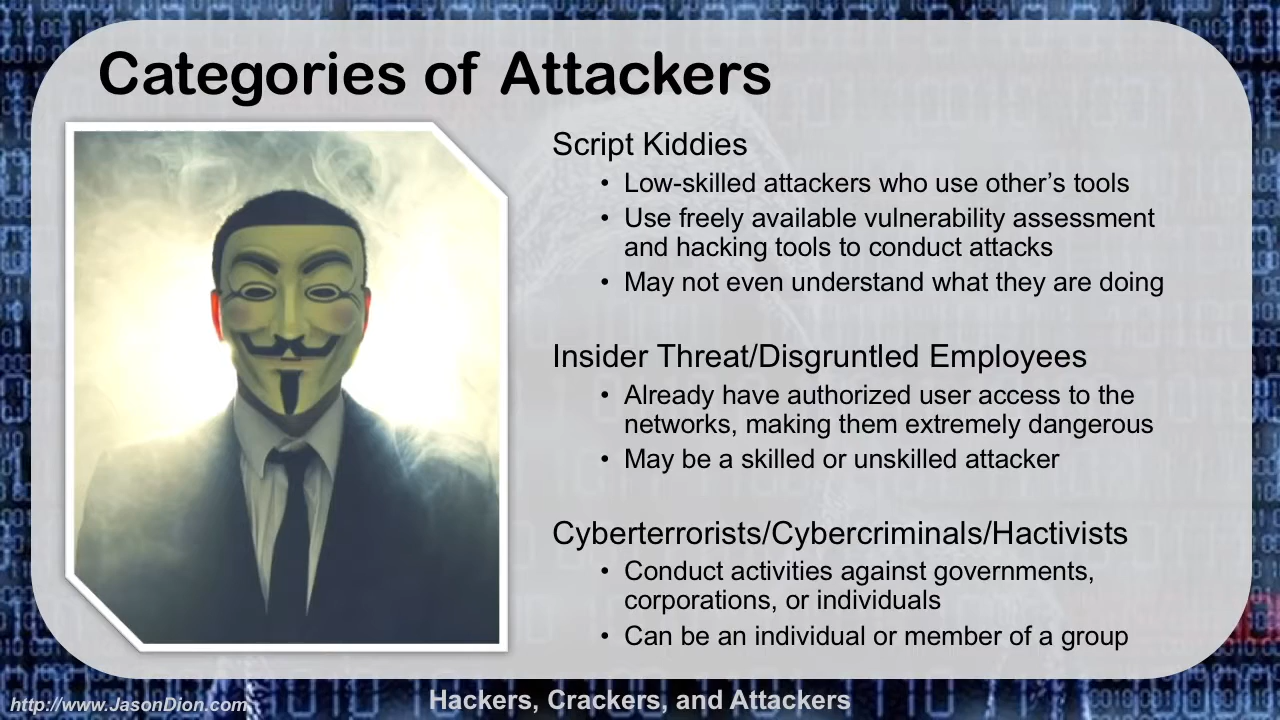 Categories of Attackers
Script Kiddies
• Low-skilled attackers who use other’s tools
• Use freely available vulnerability assessment
and hacking tools to conduct attacks
• May not even understand what they are doing
Insider Threat/Disgruntled Employees
• Already have authorized user access to the
networks, making them extremely dangerous
• May be a skilled or unskilled attacker
Cyberterrorists/Cybercriminals/Hactivists
• Conduct activities against governments,
corporations, or individuals
• Can be an individual or member of a group
http://www.JasonDion.com
Hackers, Crackers, and Attackers